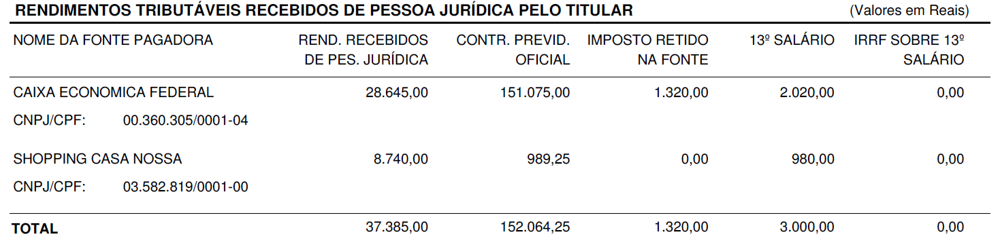 RENDIMENTOS TRIBUTÁVEIS RECEBIDOS DE PESSOA JURÍDICA PELO TITULAR (Valores em Reais)
NOME DA FONTE PAGADORA REND. RECEBIDOS CONTR. PREVID. IMPOSTO RETIDO 13º SALÁRIO IRRF SOBRE 13º
DE PES. JURÍDICA OFICIAL NA FONTE SALÁRIO
CAIXA ECONOMICA FEDERAL 28.645,00 151.075,00 1.320,00 2.020,00 0,00
CNPJ/CPF: 00.360.305/0001-04
SHOPPING CASA NOSSA 8.740,00 989,25 0,00 980,00 0,00
CNPJ/CPF: 03.582.819/0001-00
TOTAL 37.385,00 152.064,25 1.320,00 3.000,00 0,00